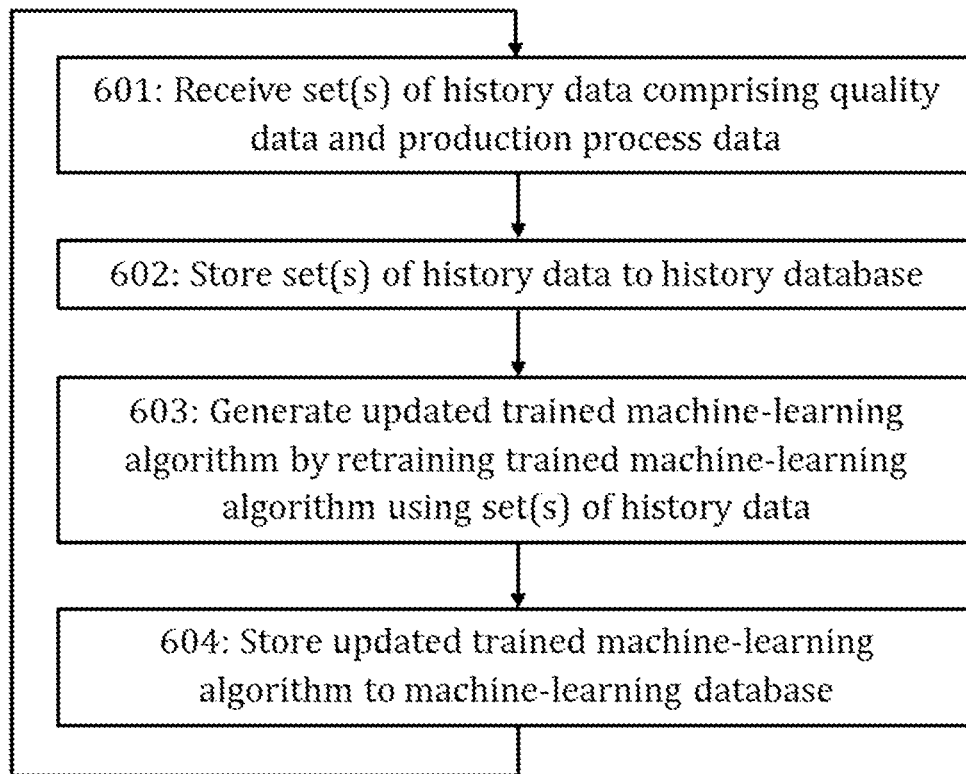 601: Receive set(s) of history data comprising quality
data and production process data
602: Store set(s) of history data to history database
603: Generate updated trained machine-learning
algorithm by retraining trained machine-learning
algorithm using set(s) of history data
604: Store updated trained machine-learning
algorithm to machine-learning database